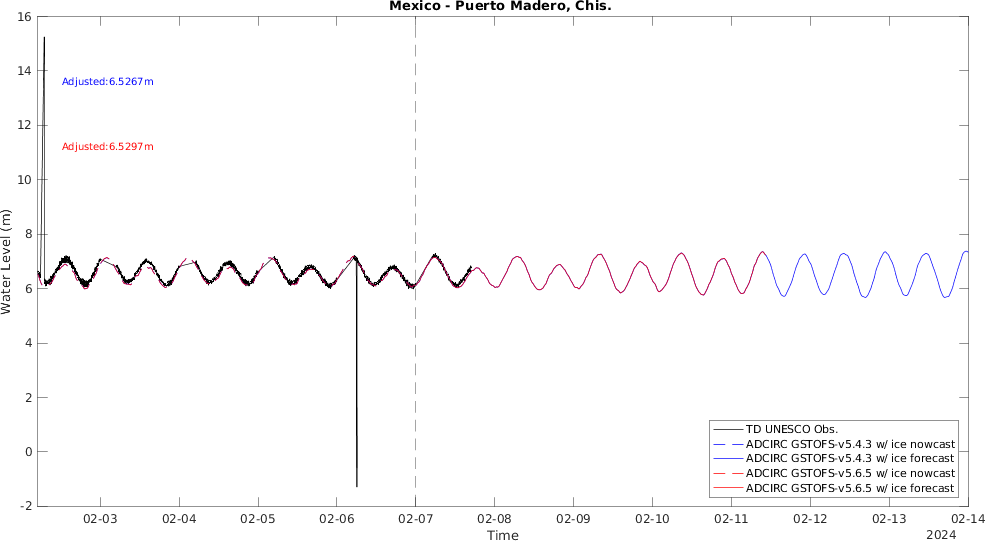 Mexico - Puerto Madero, Chis.
16
14
12
10
8
6
4
2
0
-2
Water Level (m)
Adjusted:6.5267m
Adjusted:6.5297m
TD UNESCO Obs.
ADCIRC GSTOFS-v5.4.3 w/ ice nowcast
ADCIRC GSTOFS-v5.4.3 w/ ice forecast
ADCIRC GSTOFS-v5.6.5 w/ ice nowcast
ADCIRC GSTOFS-v5.6.5 w/ ice forecast
02-03 02-04 02-05 02-06 02-07 02-08 02-09 02-10 02-11 02-12 02-13 02-14
Time
2024